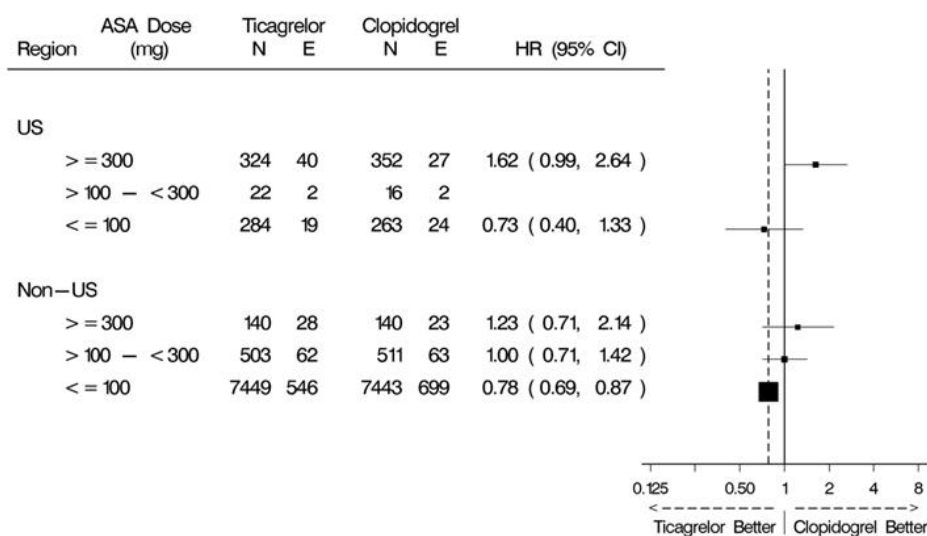 ASA Dose Ticagrelor Clopidogrel
Region (mg) N E N E HR (95% CI)
US
>=300 324 40 352 27 1.62 (0.99, 2.64)
>100 – <300 22 2 16 2
<=100 284 19 263 24 0.73 (0.40, 1.33)
Non–US
>=300 140 28 140 23 1.23 (0.71, 2.14)
>100 – <300 503 62 511 63 1.00 (0.71, 1.42)
<=100 7449 546 7443 699 0.78 (0.69, 0.87)
0.125 0.50 1 2 4 8
Ticagrelor Better Clopidogrel Better